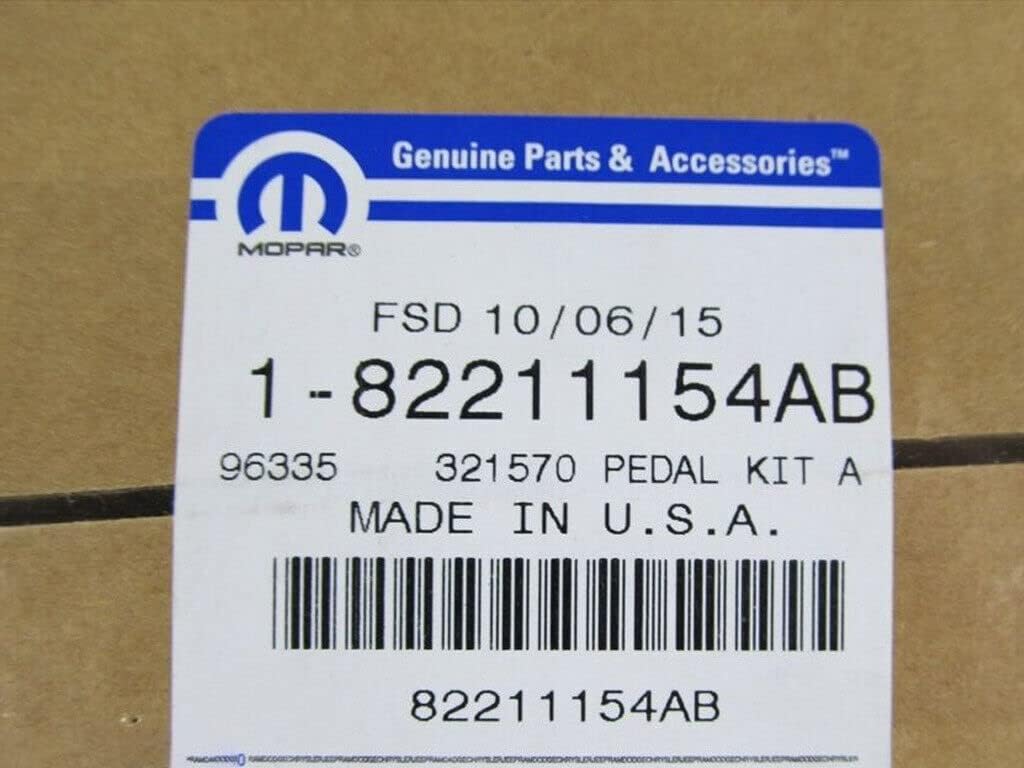 Genuine Parts & Accessories™
MOPAR®
FSD 10/06/15
1-82211154AB
96335 321570 PEDAL KIT A
MADE IN U.S.A.
82211154AB